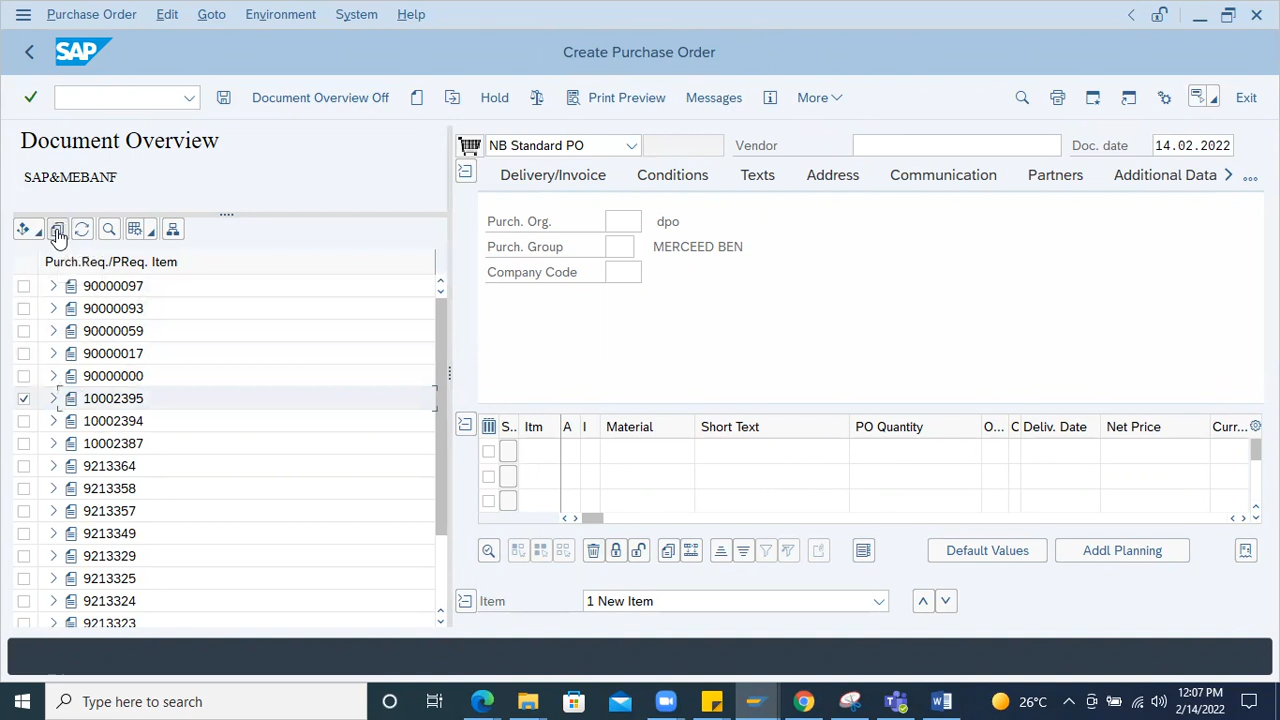 Purchase Order Edit Goto Environment System Help
SAP Create Purchase Order
Document Overview Off Hold Print Preview Messages More Exit
Document Overview
SAP&MEBANF
NB Standard PO Vendor Doc. date 14.02.2022
Delivery/Invoice Conditions Texts Address Communication Partners Additional Data
Purch. Org. dpo
Purch. Group MERCEED BEN
Company Code
Purch.Req./PReq. Item
90000097
90000093
90000059
90000017
90000000
10002395
10002394
10002387
9213364
9213358
9213357
9213349
9213329
9213325
9213324
9213323
S.. Itm A I Material Short Text PO Quantity O... C Deliv. Date Net Price Curr...
Default Values Addl Planning
Item 1 New Item
Type here to search 26°C 12:07 PM
2/14/2022